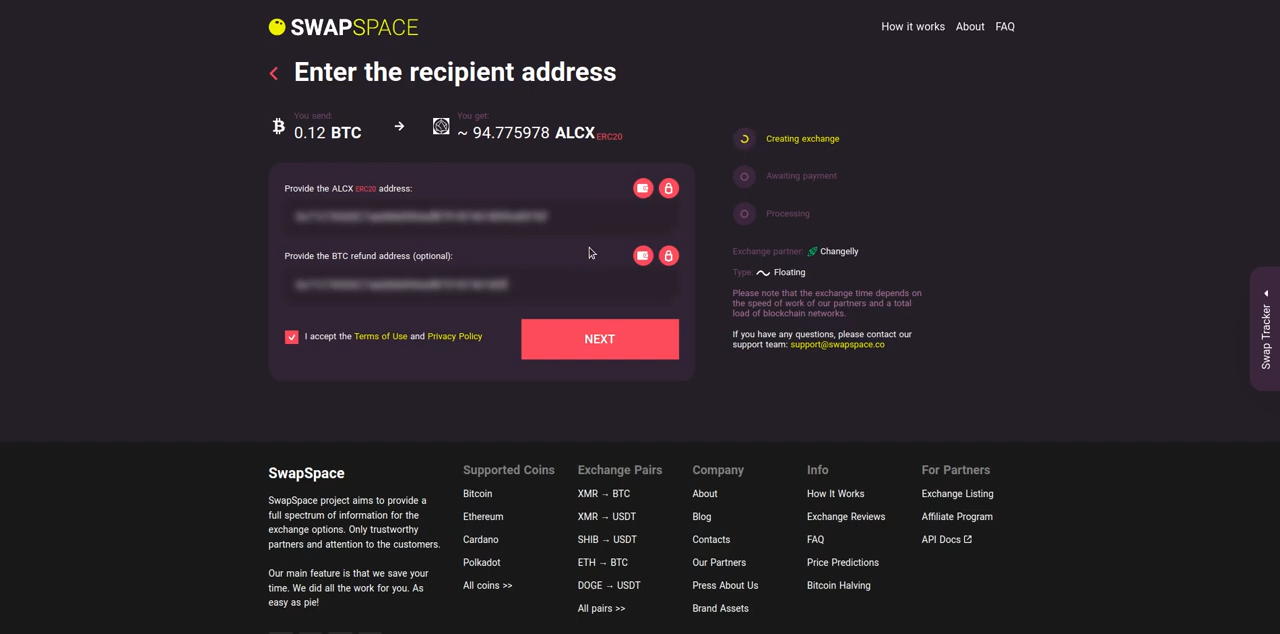 SWAPSPACE
How it works About FAQ
Enter the recipient address
You send:
0.12 BTC
You get:
~ 94.775978 ALCX ERC20
Provide the ALCX ERC20 address:
Provide the BTC refund address (optional):
I accept the Terms of Use and Privacy Policy
NEXT
Creating exchange
Awaiting payment
Processing
Exchange partner: Changelly
Type: Floating
Please note that the exchange time depends on
the speed of work of our partners and a total
load of blockchain networks.
If you have any questions, please contact our
support team: support@swapspace.co
Swap Tracker
SwapSpace
SwapSpace project aims to provide a
full spectrum of information for the
exchange options. Only trustworthy
partners and attention to the customers.
Our main feature is that we save your
time. We did all the work for you. As
easy as pie!
Supported Coins
Bitcoin
Ethereum
Cardano
Polkadot
All coins >>
Exchange Pairs
XMR → BTC
XMR → USDT
SHIB → USDT
ETH → BTC
DOGE → USDT
All pairs >>
Company
About
Blog
Contacts
Our Partners
Press About Us
Brand Assets
Info
How It Works
Exchange Reviews
FAQ
Price Predictions
Bitcoin Halving
For Partners
Exchange Listing
Affiliate Program
API Docs